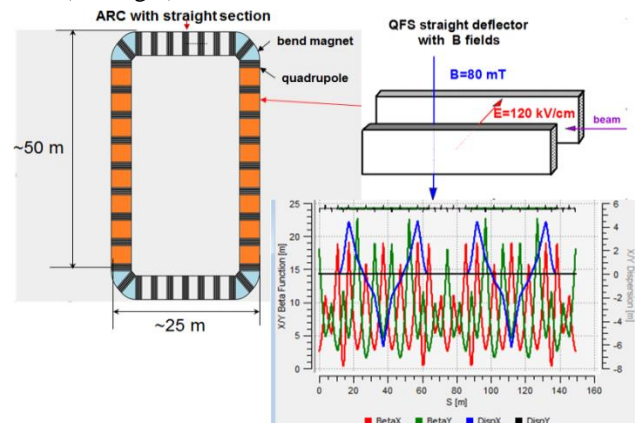 ARC with straight section
bend magnet
quadrupole
~50 m
~25 m
QFS straight deflector
with B fields
B=80 mT
E=120 kV/cm
beam
X/Y Beta Function [m]
25
20
15
10
5
0
6
4
2
0
-2
-4
-6
-8
X/Y Dispersion [m]
0 20 40 60 80 100 120 140 160
S [m]
BetaX BetaY DispX DispY